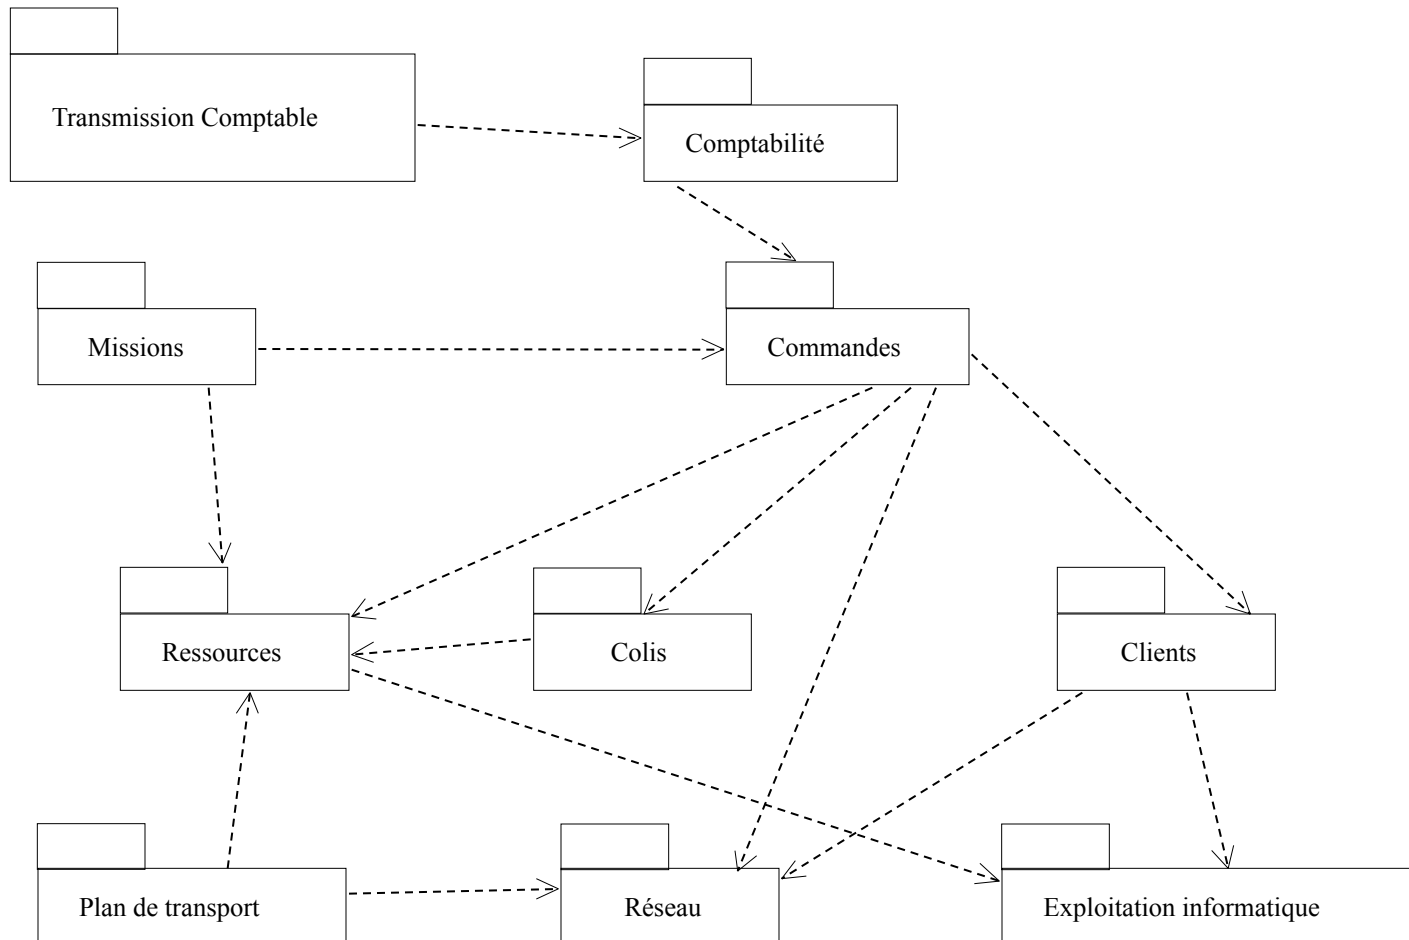 Transmission Comptable
Comptabilité
Missions
Commandes
Ressources
Colis
Clients
Plan de transport
Réseau
Exploitation informatique